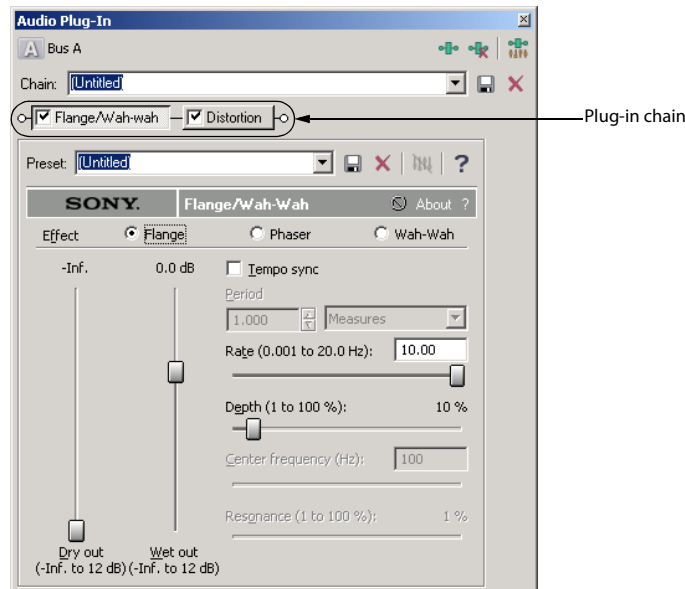 Audio Plug-In
Bus A
Chain: (Untitled)
Flange/Wah-wah Distortion
Plug-in chain
Preset: (Untitled)
SONY. Flange/Wah-Wah About ?
Effect Flange Phaser Wah-Wah
-Inf. 0.0 dB Tempo sync
Period
1.000 Measures
Rate (0.001 to 20.0 Hz): 10.00
Depth (1 to 100 %): 10 %
Center frequency (Hz): 100
Resonance (1 to 100 %): 1 %
Dry out Wet out
(-Inf. to 12 dB) (-Inf. to 12 dB)